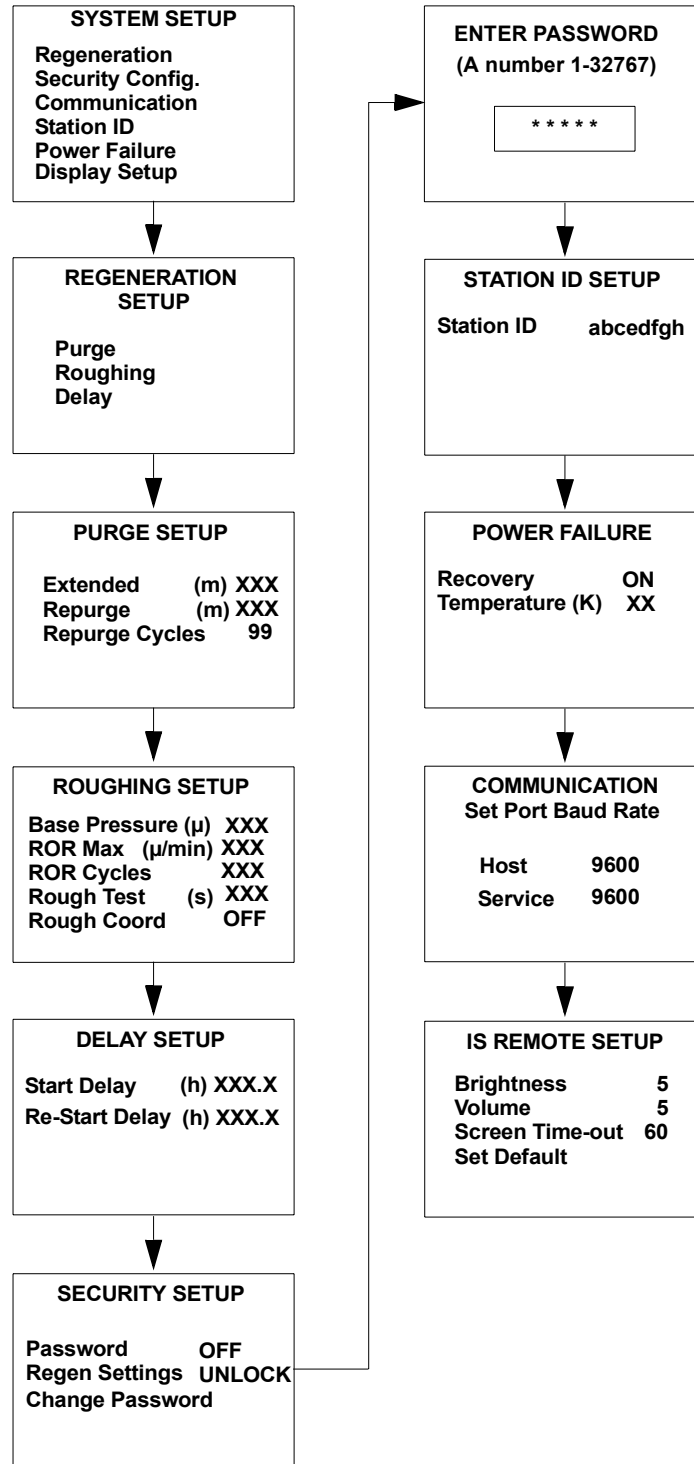 SYSTEM SETUP
Regeneration
Security Config.
Communication
Station ID
Power Failure
Display Setup
REGENERATION
SETUP
Purge
Roughing
Delay
PURGE SETUP
Extended (m) XXX
Repurge (m) XXX
Repurge Cycles 99
ROUGHING SETUP
Base Pressure (µ) XXX
ROR Max (µ/min) XXX
ROR Cycles XXX
Rough Test (s) XXX
Rough Coord OFF
DELAY SETUP
Start Delay (h) XXX.X
Re-Start Delay (h) XXX.X
SECURITY SETUP
Password OFF
Regen Settings UNLOCK
Change Password
ENTER PASSWORD
(A number 1-32767)
* * * * *
STATION ID SETUP
Station ID abcedfgh
POWER FAILURE
Recovery ON
Temperature (K) XX
COMMUNICATION
Set Port Baud Rate
Host 9600
Service 9600
IS REMOTE SETUP
Brightness 5
Volume 5
Screen Time-out 60
Set Default